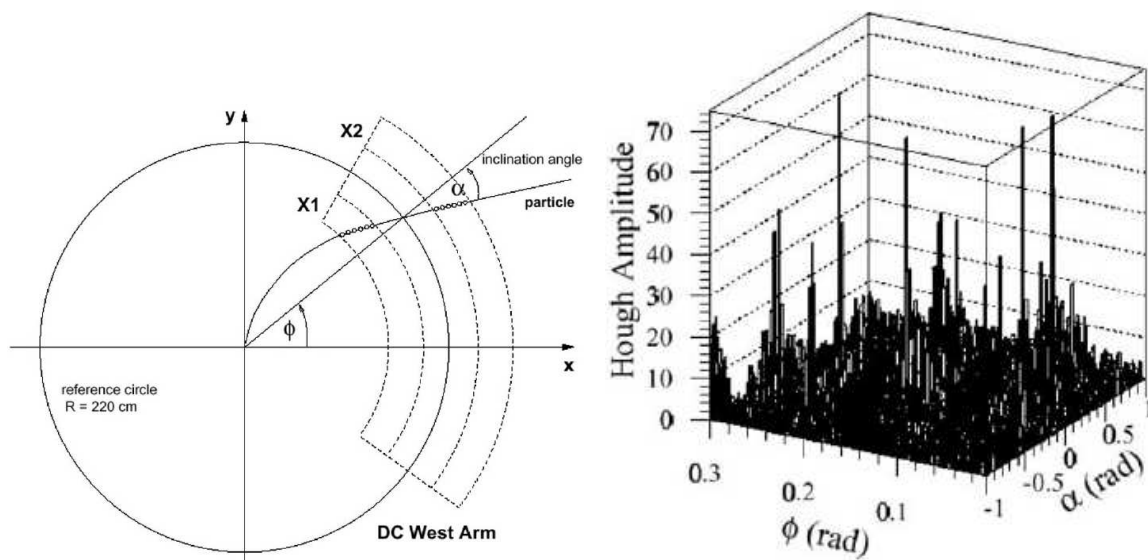 y
X2
inclination angle
α
X1
particle
ϕ
x
reference circle
R = 220 cm
DC West Arm
Hough Amplitude
70
60
50
40
30
20
10
0
0.3
0.2
0.1
-1
-0.5
0
0.5
ϕ (rad)
α (rad)